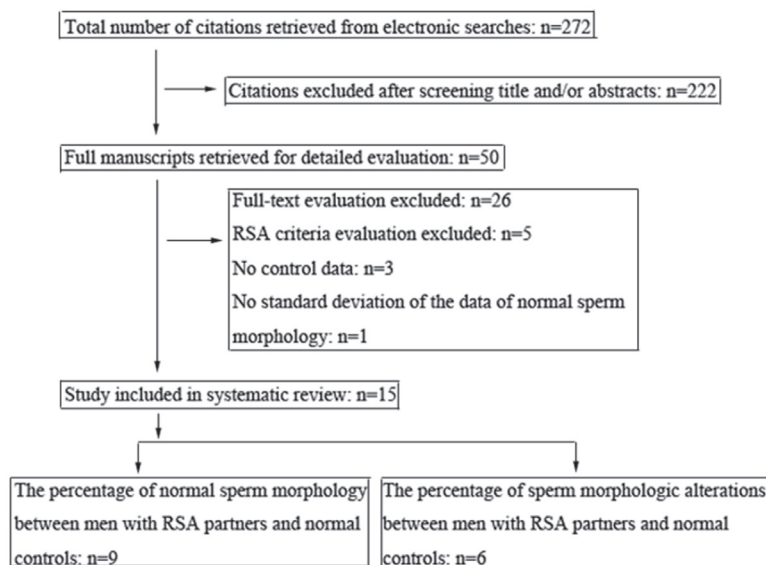 Total number of citations retrieved from electronic searches: n=272
Citations excluded after screening title and/or abstracts: n=222
Full manuscripts retrieved for detailed evaluation: n=50
Full-text evaluation excluded: n=26
RSA criteria evaluation excluded: n=5
No control data: n=3
No standard deviation of the data of normal sperm
morphology: n=1
Study included in systematic review: n=15
The percentage of normal sperm morphology
between men with RSA partners and normal
controls: n=9
The percentage of sperm morphologic alterations
between men with RSA partners and normal
controls: n=6